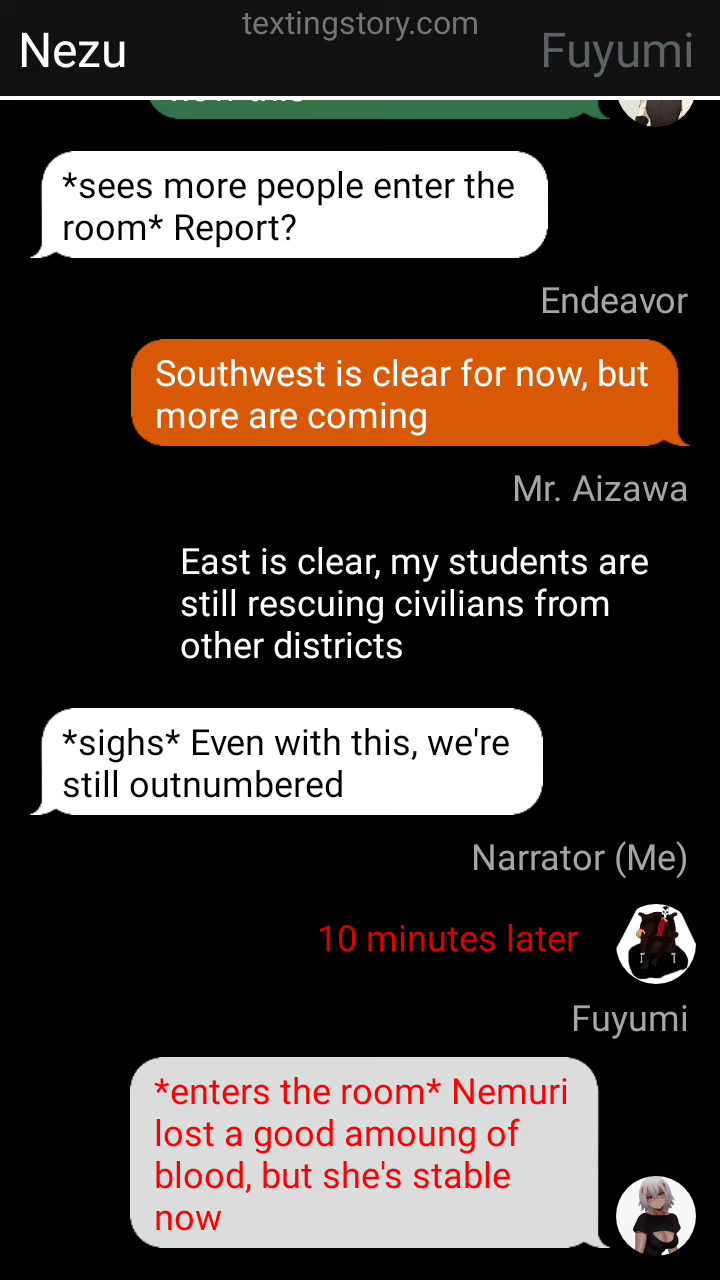 textingstory.com
Nezu
Fuyumi
*sees more people enter the
room* Report?
Endeavor
Southwest is clear for now, but
more are coming
Mr. Aizawa
East is clear, my students are
still rescuing civilians from
other districts
*sighs* Even with this, we're
still outnumbered
Narrator (Me)
10 minutes later
Fuyumi
*enters the room* Nemuri
lost a good amoung of
blood, but she's stable
now